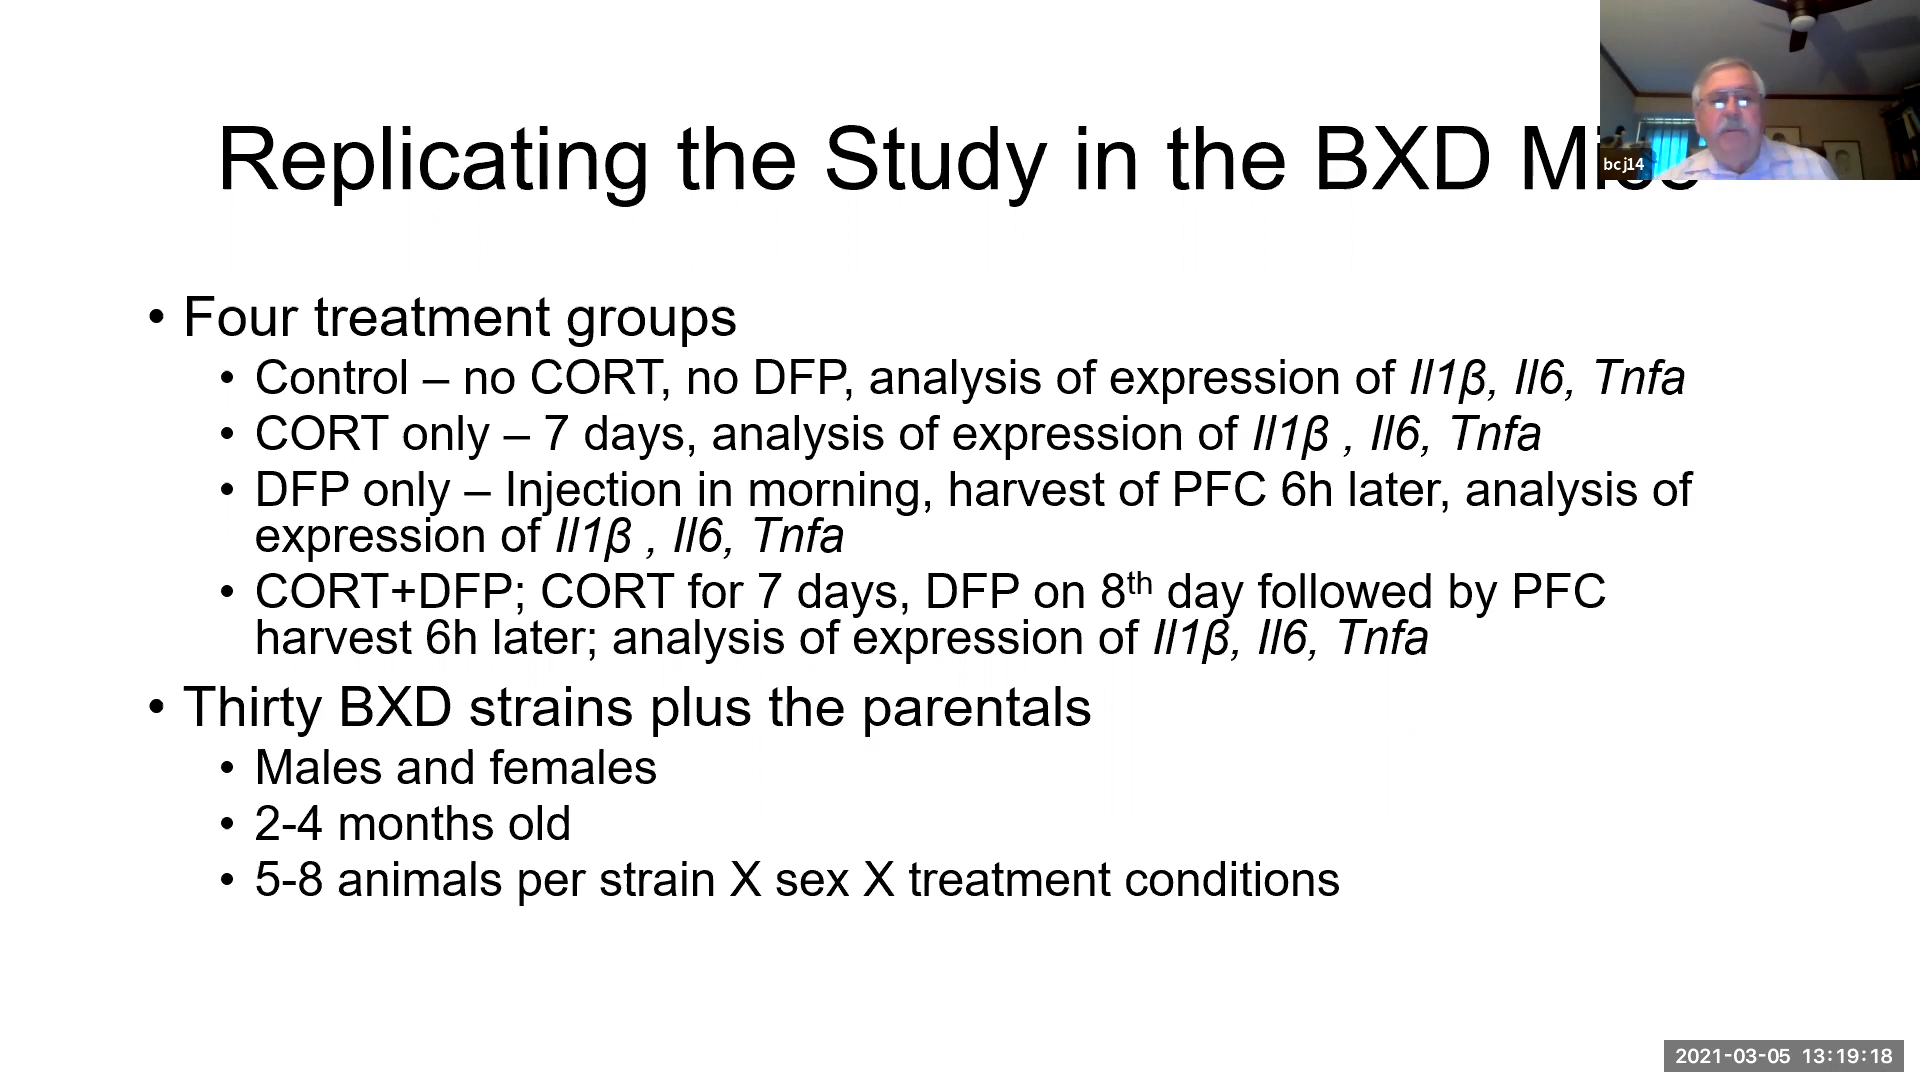 Replicating the Study in the BXD
• Four treatment groups
• Control – no CORT, no DFP, analysis of expression of Il1β, Il6, Tnfa
• CORT only – 7 days, analysis of expression of Il1β , Il6, Tnfa
• DFP only – Injection in morning, harvest of PFC 6h later, analysis of
expression of Il1β , Il6, Tnfa
• CORT+DFP; CORT for 7 days, DFP on 8th day followed by PFC
harvest 6h later; analysis of expression of Il1β, Il6, Tnfa
• Thirty BXD strains plus the parentals
• Males and females
• 2-4 months old
• 5-8 animals per strain X sex X treatment conditions
bcj14
2021-03-05 13:19:18